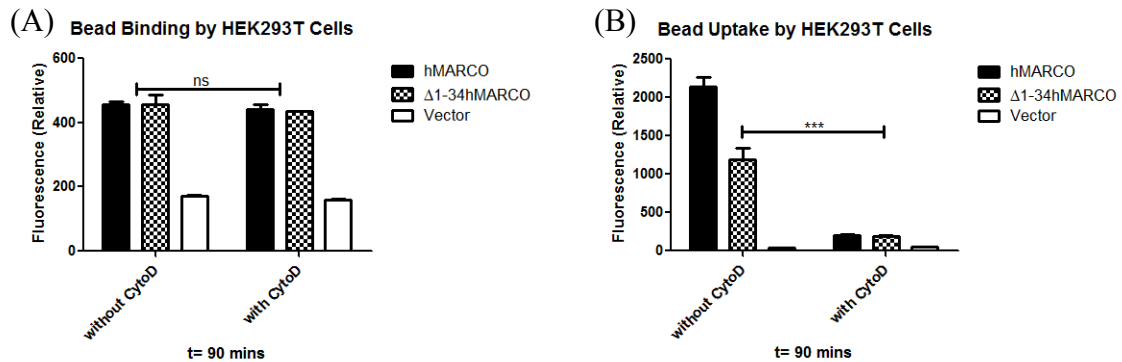 (A)
Bead Binding by HEK293T Cells
Fluorescence (Relative)
600
400
200
0
ns
hMARCO
Δ1-34hMARCO
Vector
without CytoD
with CytoD
t= 90 mins
(B)
Bead Uptake by HEK293T Cells
Fluorescence (Relative)
2500
2000
1500
1000
500
0
***
hMARCO
Δ1-34hMARCO
Vector
without CytoD
with CytoD
t= 90 mins